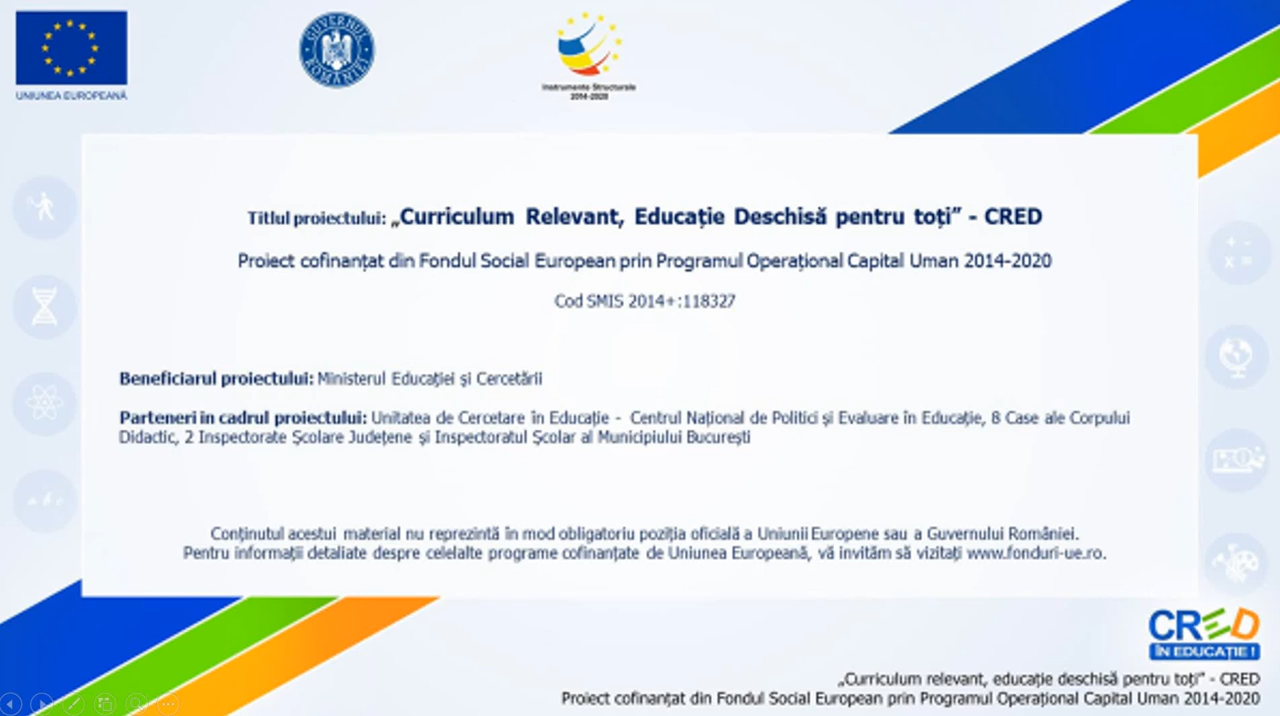 UNIUNEA EUROPEANĂ
GUVERNUL ROMÂNIEI
Instrumente Structurale
2014-2020
Titlul proiectului: „Curriculum Relevant, Educație Deschisă pentru toți” - CRED
Proiect cofinanțat din Fondul Social European prin Programul Operațional Capital Uman 2014-2020
Cod SMIS 2014+:118327
Beneficiarul proiectului: Ministerul Educației și Cercetării
Parteneri in cadrul proiectului: Unitatea de Cercetare în Educație - Centrul Național de Politici și Evaluare în Educație, 8 Case ale Corpului
Didactic, 2 Inspectorate Școlare Județene și Inspectoratul Școlar al Municipiului București
Conținutul acestui material nu reprezintă în mod obligatoriu poziția oficială a Uniunii Europene sau a Guvernului României.
Pentru informații detaliate despre celelalte programe cofinanțate de Uniunea Europeană, vă invităm să vizitați www.fonduri-ue.ro.
CRED
ÎN EDUCAȚIE !
„Curriculum relevant, educație deschisă pentru toți” - CRED
Proiect cofinanțat din Fondul Social European prin Programul Operațional Capital Uman 2014-2020